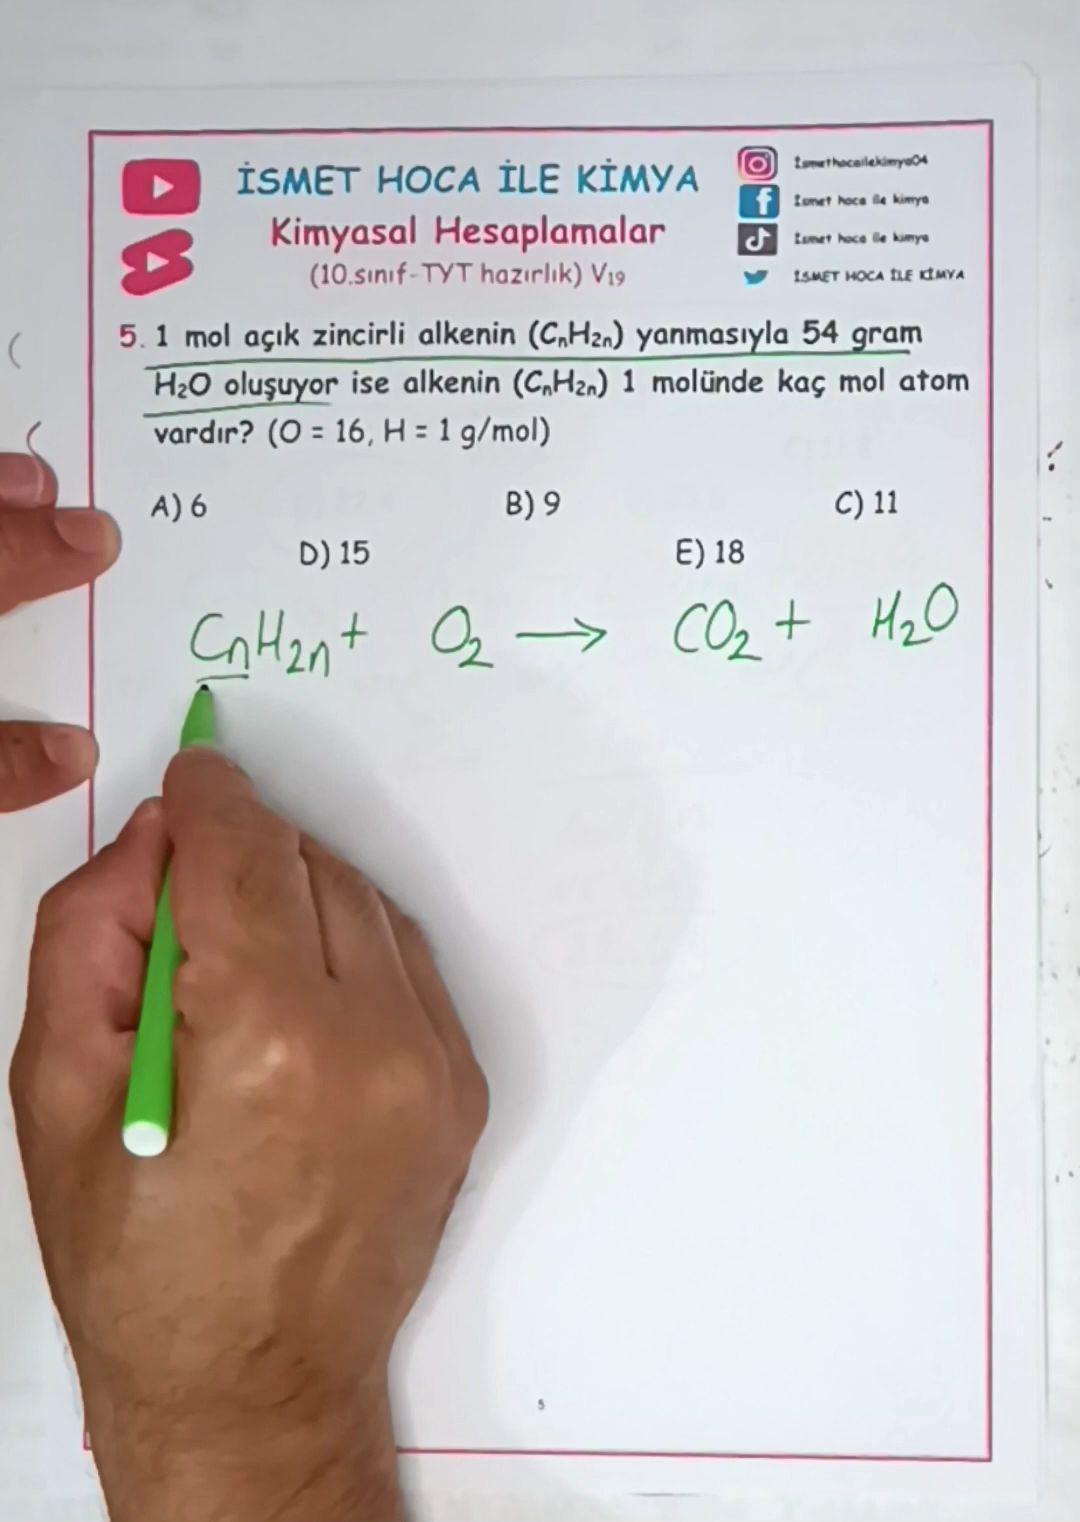 İSMET HOCA İLE KİMYA
Kimyasal Hesaplamalar
(10.sınıf-TYT hazırlık) V19
İsmethocailekimya04
İsmet hoca ile kimya
İsmet hoca ile kimya
İSMET HOCA İLE KİMYA
5. 1 mol açık zincirli alkenin (CnH2n) yanmasıyla 54 gram
H2O oluşuyor ise alkenin (CnH2n) 1 molünde kaç mol atom
vardır? (O = 16, H = 1 g/mol)
A) 6 B) 9 C) 11
D) 15 E) 18
CnH2n + O2 → CO2 + H2O
5